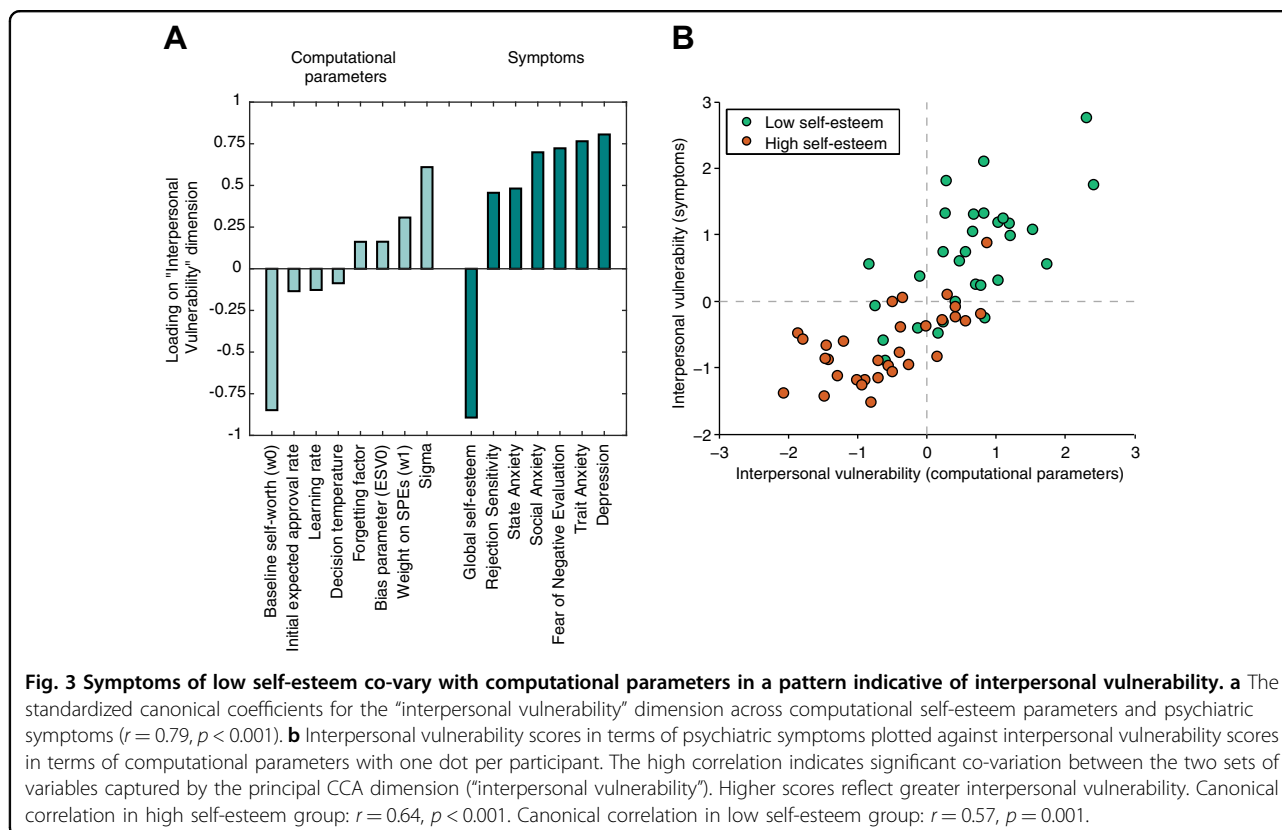 A
Computational
parameters
Symptoms
1
0.75
0.5
0.25
0
-0.25
-0.5
-0.75
-1
Loading on "Interpersonal
Vulnerability" dimension
Baseline self-worth (w0)
Initial expected approval rate
Learning rate
Decision temperature
Forgetting factor
Bias parameter (ESV0)
Weight on SPEs (w1)
Sigma
Global self-esteem
Rejection Sensitivity
State Anxiety
Social Anxiety
Fear of Negative Evaluation
Trait Anxiety
Depression
B
Low self-esteem
High self-esteem
3
2
1
0
−1
−2
Interpersonal vulnerabiity (symptoms)
−3 −2 −1 0 1 2 3
Interpersonal vulnerability (computational parameters)
Fig. 3 Symptoms of low self-esteem co-vary with computational parameters in a pattern indicative of interpersonal vulnerability. a The
standardized canonical coefficients for the “interpersonal vulnerability” dimension across computational self-esteem parameters and psychiatric
symptoms (r = 0.79, p < 0.001). b Interpersonal vulnerability scores in terms of psychiatric symptoms plotted against interpersonal vulnerability scores
in terms of computational parameters with one dot per participant. The high correlation indicates significant co-variation between the two sets of
variables captured by the principal CCA dimension (“interpersonal vulnerability”). Higher scores reflect greater interpersonal vulnerability. Canonical
correlation in high self-esteem group: r = 0.64, p < 0.001. Canonical correlation in low self-esteem group: r = 0.57, p = 0.001.